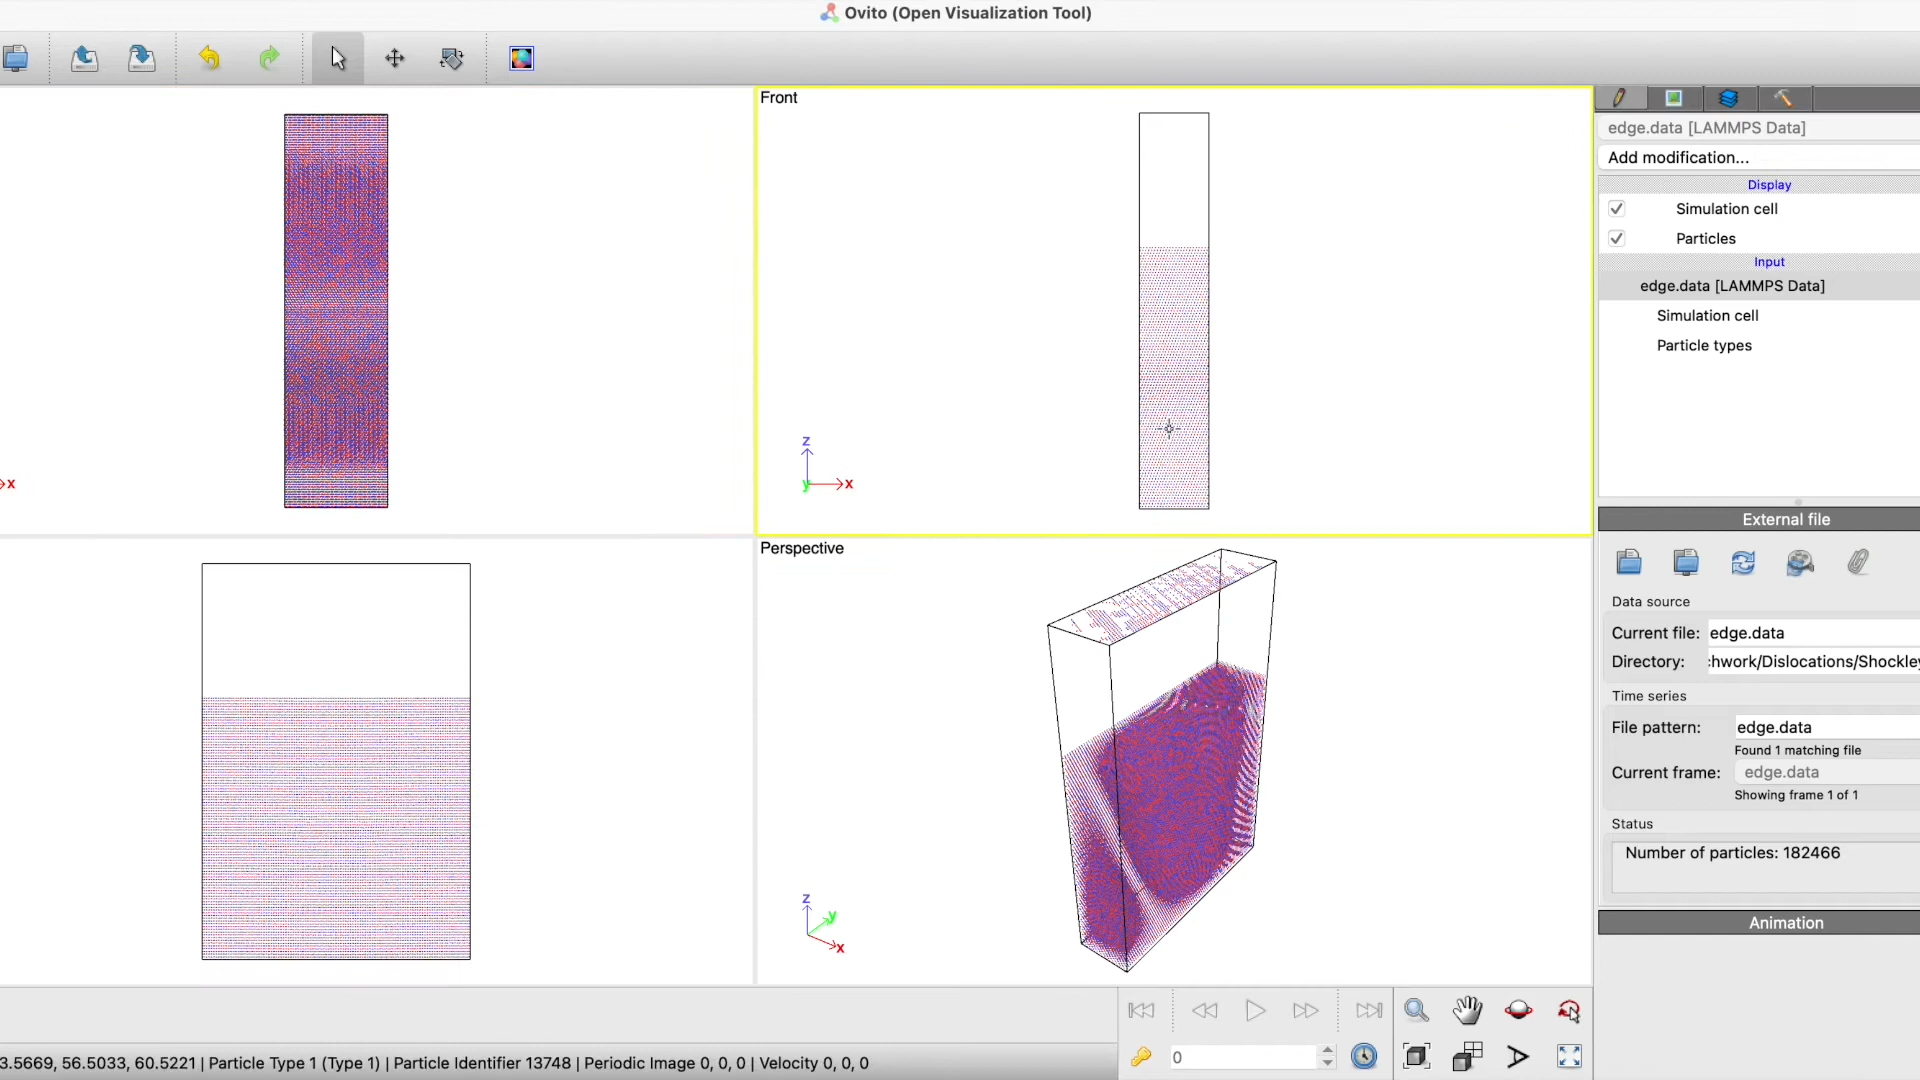 Ovito (Open Visualization Tool)
Front
edge.data [LAMMPS Data]
Add modification...
Display
Simulation cell
Particles
Input
edge.data [LAMMPS Data]
Simulation cell
Particle types
z
y
x
x
External file
Perspective
Data source
Current file: edge.data
Directory: :hwork/Dislocations/Shockley
Time series
File pattern: edge.data
Found 1 matching file
Current frame: edge.data
Showing frame 1 of 1
Status
Number of particles: 182466
z
y
x
Animation
0
3.5669, 56.5033, 60.5221 | Particle Type 1 (Type 1) | Particle Identifier 13748 | Periodic Image 0, 0, 0 | Velocity 0, 0, 0